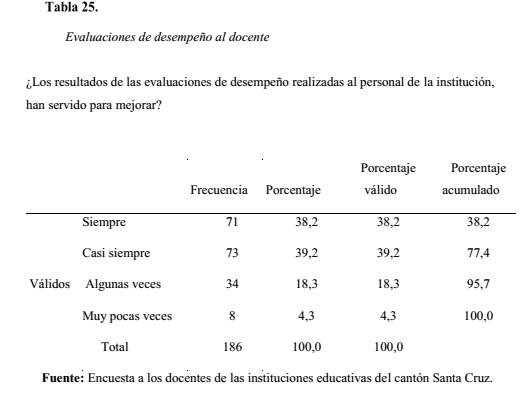 Tabla 25.
Evaluaciones de desempeño al docente
¿Los resultados de las evaluaciones de desempeño realizadas al personal de la institución,
han servido para mejorar?
Frecuencia Porcentaje Porcentaje válido Porcentaje acumulado
Siempre 71 38,2 38,2 38,2
Casi siempre 73 39,2 39,2 77,4
Válidos Algunas veces 34 18,3 18,3 95,7
Muy pocas veces 8 4,3 4,3 100,0
Total 186 100,0 100,0
Fuente: Encuesta a los docentes de las instituciones educativas del cantón Santa Cruz.